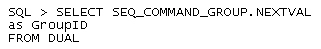 SQL > SELECT SEQ_COMMAND_GROUP.NEXTVAL
as GroupID
FROM DUAL